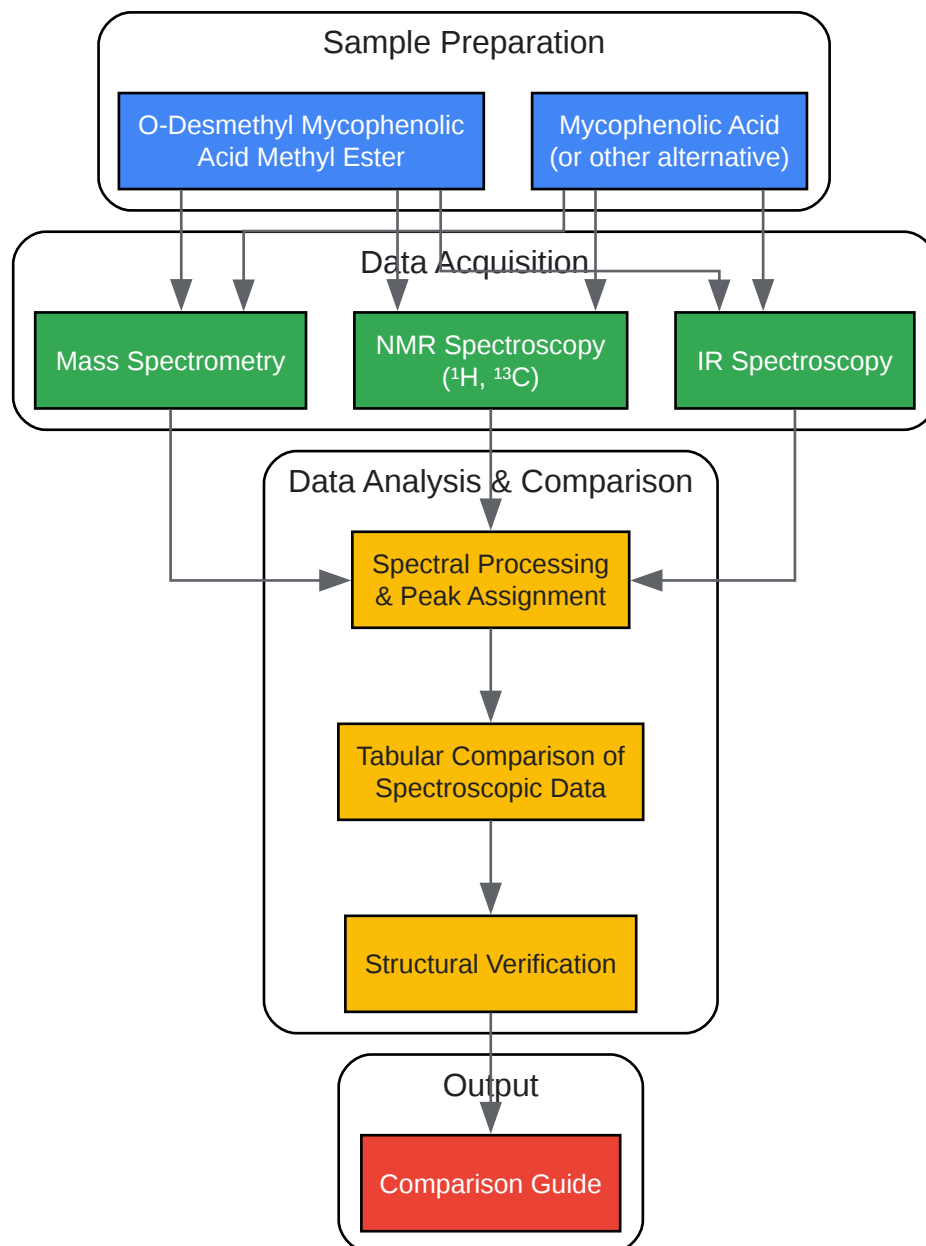 Sample Preparation
O-Desmethyl Mycophenolic
Acid Methyl Ester
Mycophenolic Acid
(or other alternative)
Data Acquisition
Mass Spectrometry
NMR Spectroscopy
(¹H, ¹³C)
IR Spectroscopy
Data Analysis & Comparison
Spectral Processing
& Peak Assignment
Tabular Comparison of
Spectroscopic Data
Structural Verification
Output
Comparison Guide